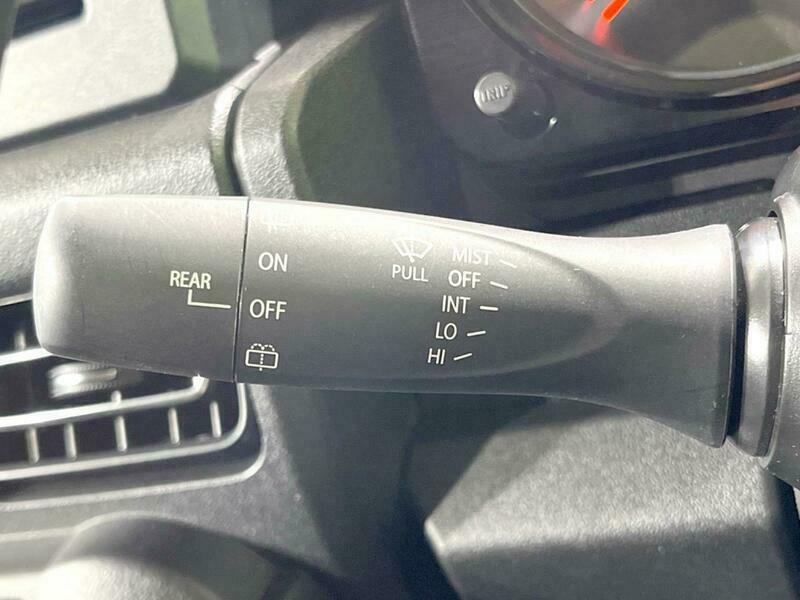 TRIP
ON
REAR
OFF
PULL
MIST
OFF
INT
LO
HI